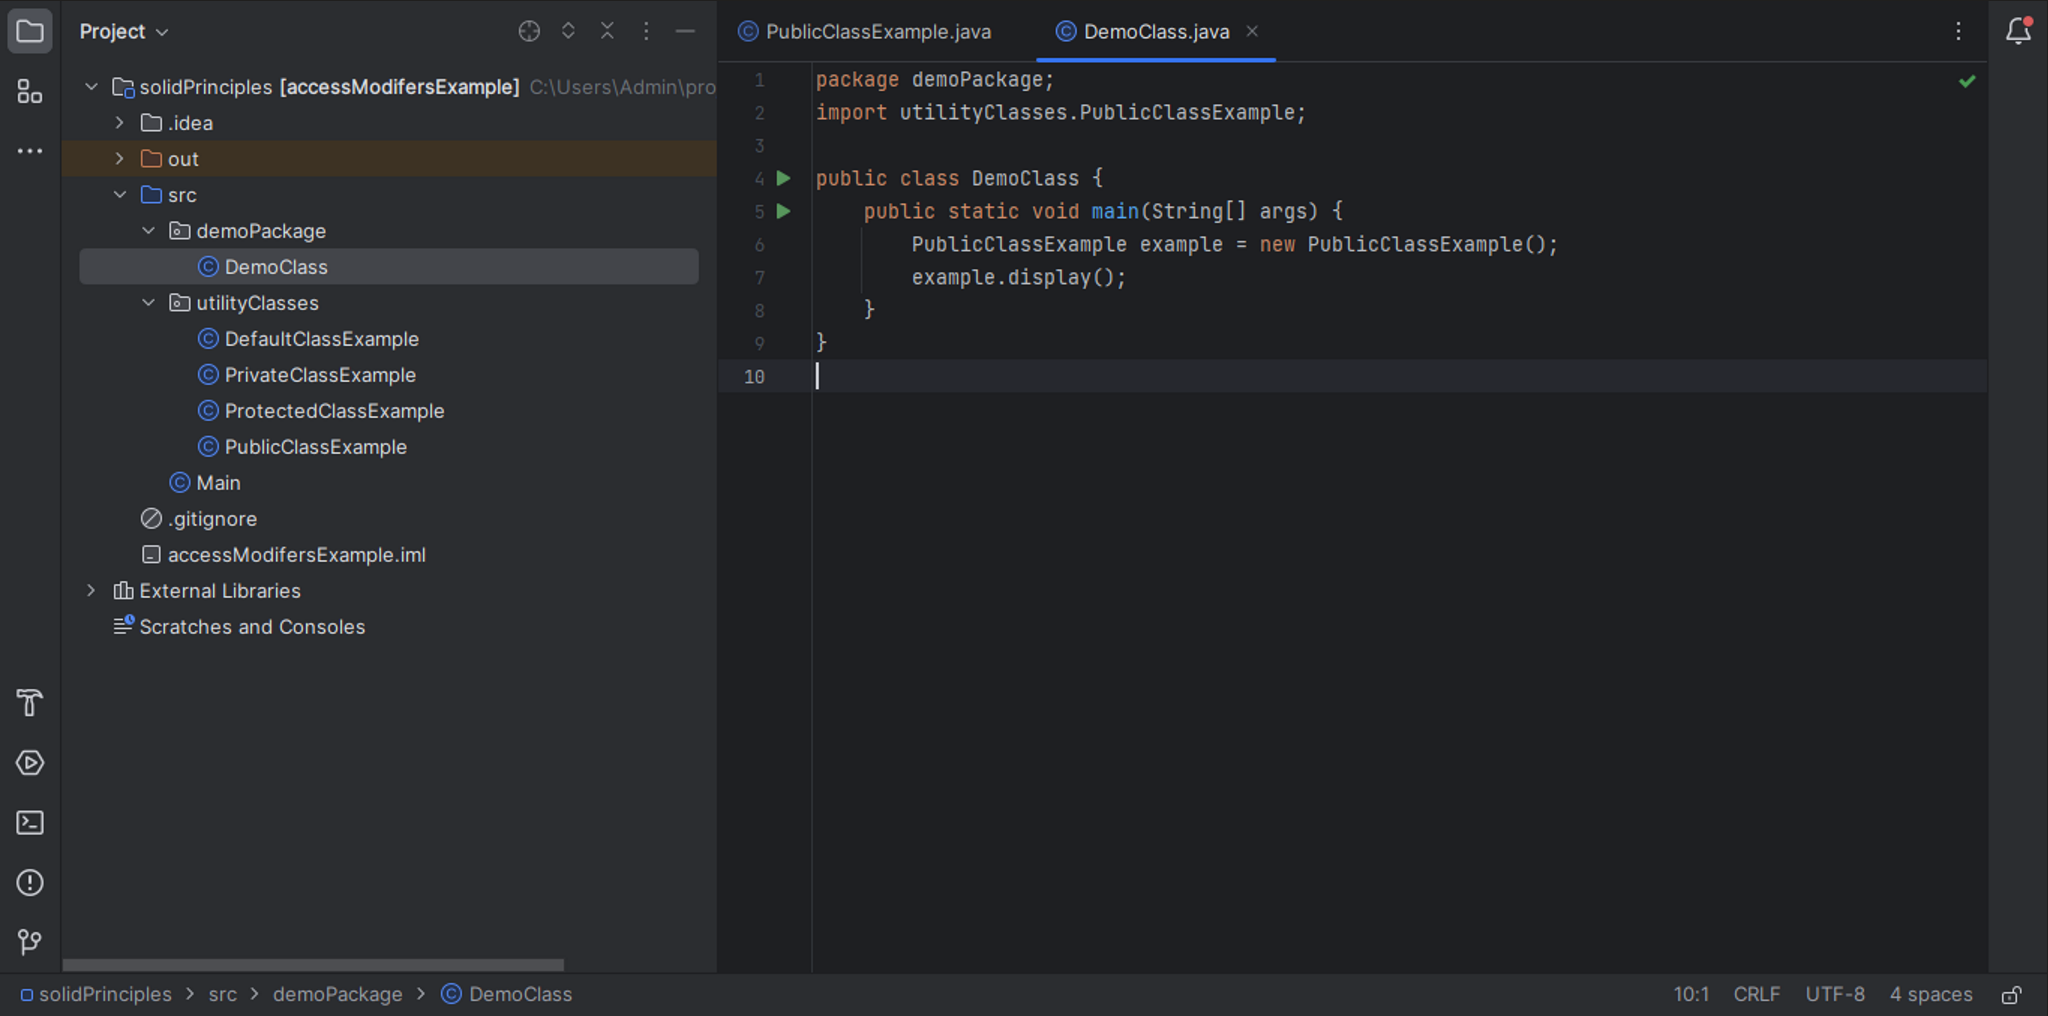 Project
solidPrinciples [accessModifersExample] C:\Users\Admin\pro
.idea
out
src
demoPackage
DemoClass
utilityClasses
DefaultClassExample
PrivateClassExample
ProtectedClassExample
PublicClassExample
Main
.gitignore
accessModifersExample.iml
External Libraries
Scratches and Consoles
PublicClassExample.java DemoClass.java
1 package demoPackage;
2 import utilityClasses.PublicClassExample;
3
4 public class DemoClass {
5 public static void main(String[] args) {
6 PublicClassExample example = new PublicClassExample();
7 example.display();
8 }
9 }
10
solidPrinciples > src > demoPackage > DemoClass
10:1 CRLF UTF-8 4 spaces